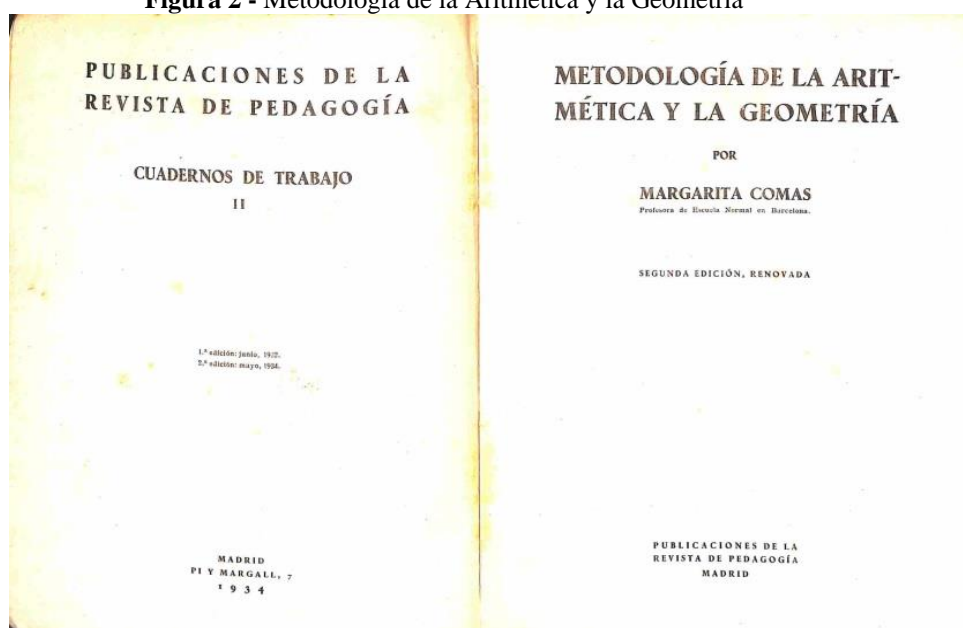 Figura 2 - Metodología de la Aritmética y la Geometría
PUBLICACIONES DE LA
REVISTA DE PEDAGOGÍA
CUADERNOS DE TRABAJO
II
1.ª edición: junio, 1932.
2.ª edición: mayo, 1934.
MADRID
PI Y MARGALL, 7
1934
METODOLOGÍA DE LA ARIT-
MÉTICA Y LA GEOMETRÍA
POR
MARGARITA COMAS
Profesora de Escuela Normal en Barcelona.
SEGUNDA EDICIÓN, RENOVADA
PUBLICACIONES DE LA
REVISTA DE PEDAGOGÍA
MADRID